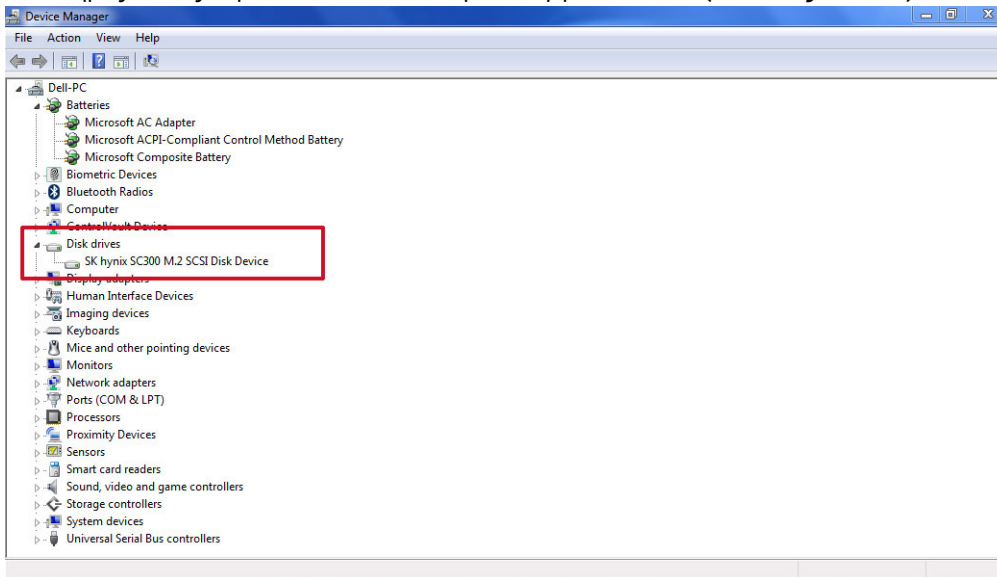 Device Manager
File Action View Help
Dell-PC
Batteries
Microsoft AC Adapter
Microsoft ACPI-Compliant Control Method Battery
Microsoft Composite Battery
Biometric Devices
Bluetooth Radios
Computer
ControlVault Device
Disk drives
SK hynix SC300 M.2 SCSI Disk Device
Display adapters
Human Interface Devices
Imaging devices
Keyboards
Mice and other pointing devices
Monitors
Network adapters
Ports (COM & LPT)
Processors
Proximity Devices
Sensors
Smart card readers
Sound, video and game controllers
Storage controllers
System devices
Universal Serial Bus controllers